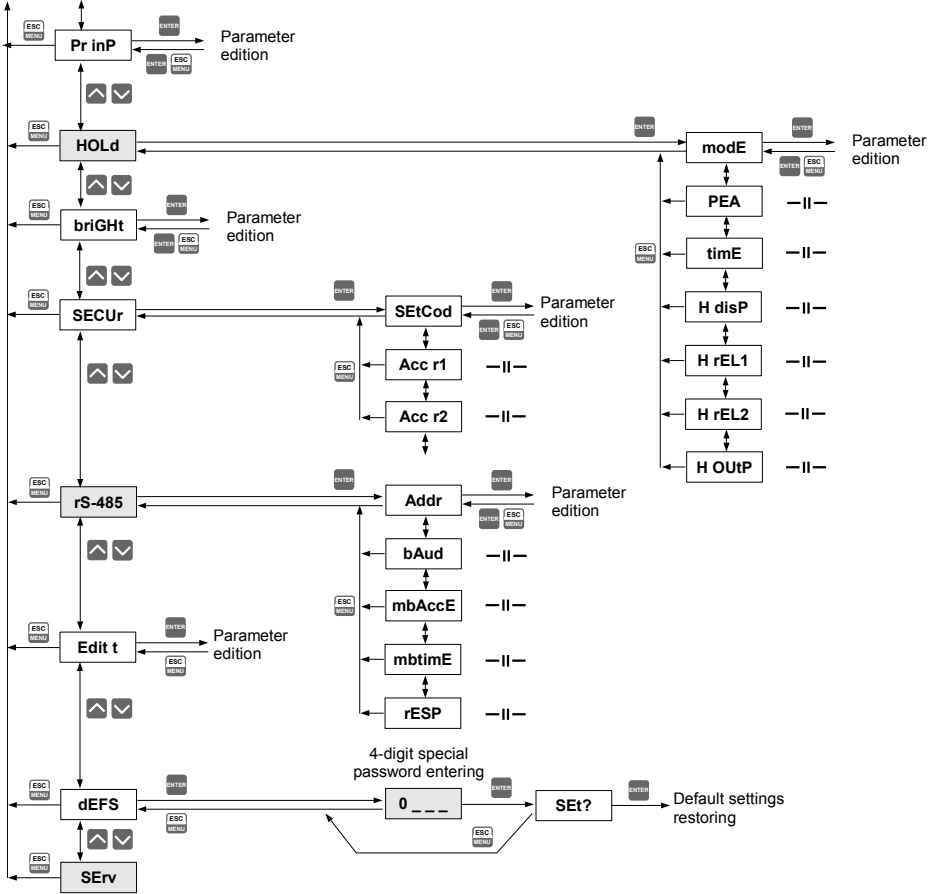 ESC
MENU
Pr inP
ENTER
ENTER
ESC
MENU
Parameter
edition
ESC
MENU
HOLd
ENTER
modE
ENTER
ENTER
ESC
MENU
Parameter
edition
PEA
–II–
ESC
MENU
timE
–II–
H disP
–II–
H rEL1
–II–
H rEL2
–II–
H OUtP
–II–
ESC
MENU
briGHt
ENTER
ENTER
ESC
MENU
Parameter
edition
ESC
MENU
SECUr
ENTER
SEtCod
ENTER
ENTER
ESC
MENU
Parameter
edition
ESC
MENU
Acc r1
–II–
Acc r2
–II–
ESC
MENU
rS-485
ENTER
Addr
ENTER
ENTER
ESC
MENU
Parameter
edition
bAud
–II–
ESC
MENU
mbAccE
–II–
mbtimE
–II–
rESP
–II–
ESC
MENU
Edit t
ENTER
ESC
MENU
Parameter
edition
4-digit special
password entering
ESC
MENU
dEFS
ENTER
ESC
MENU
0 _ _ _
ENTER
ESC
MENU
SEt?
ENTER
Default settings
restoring
ESC
MENU
SErv